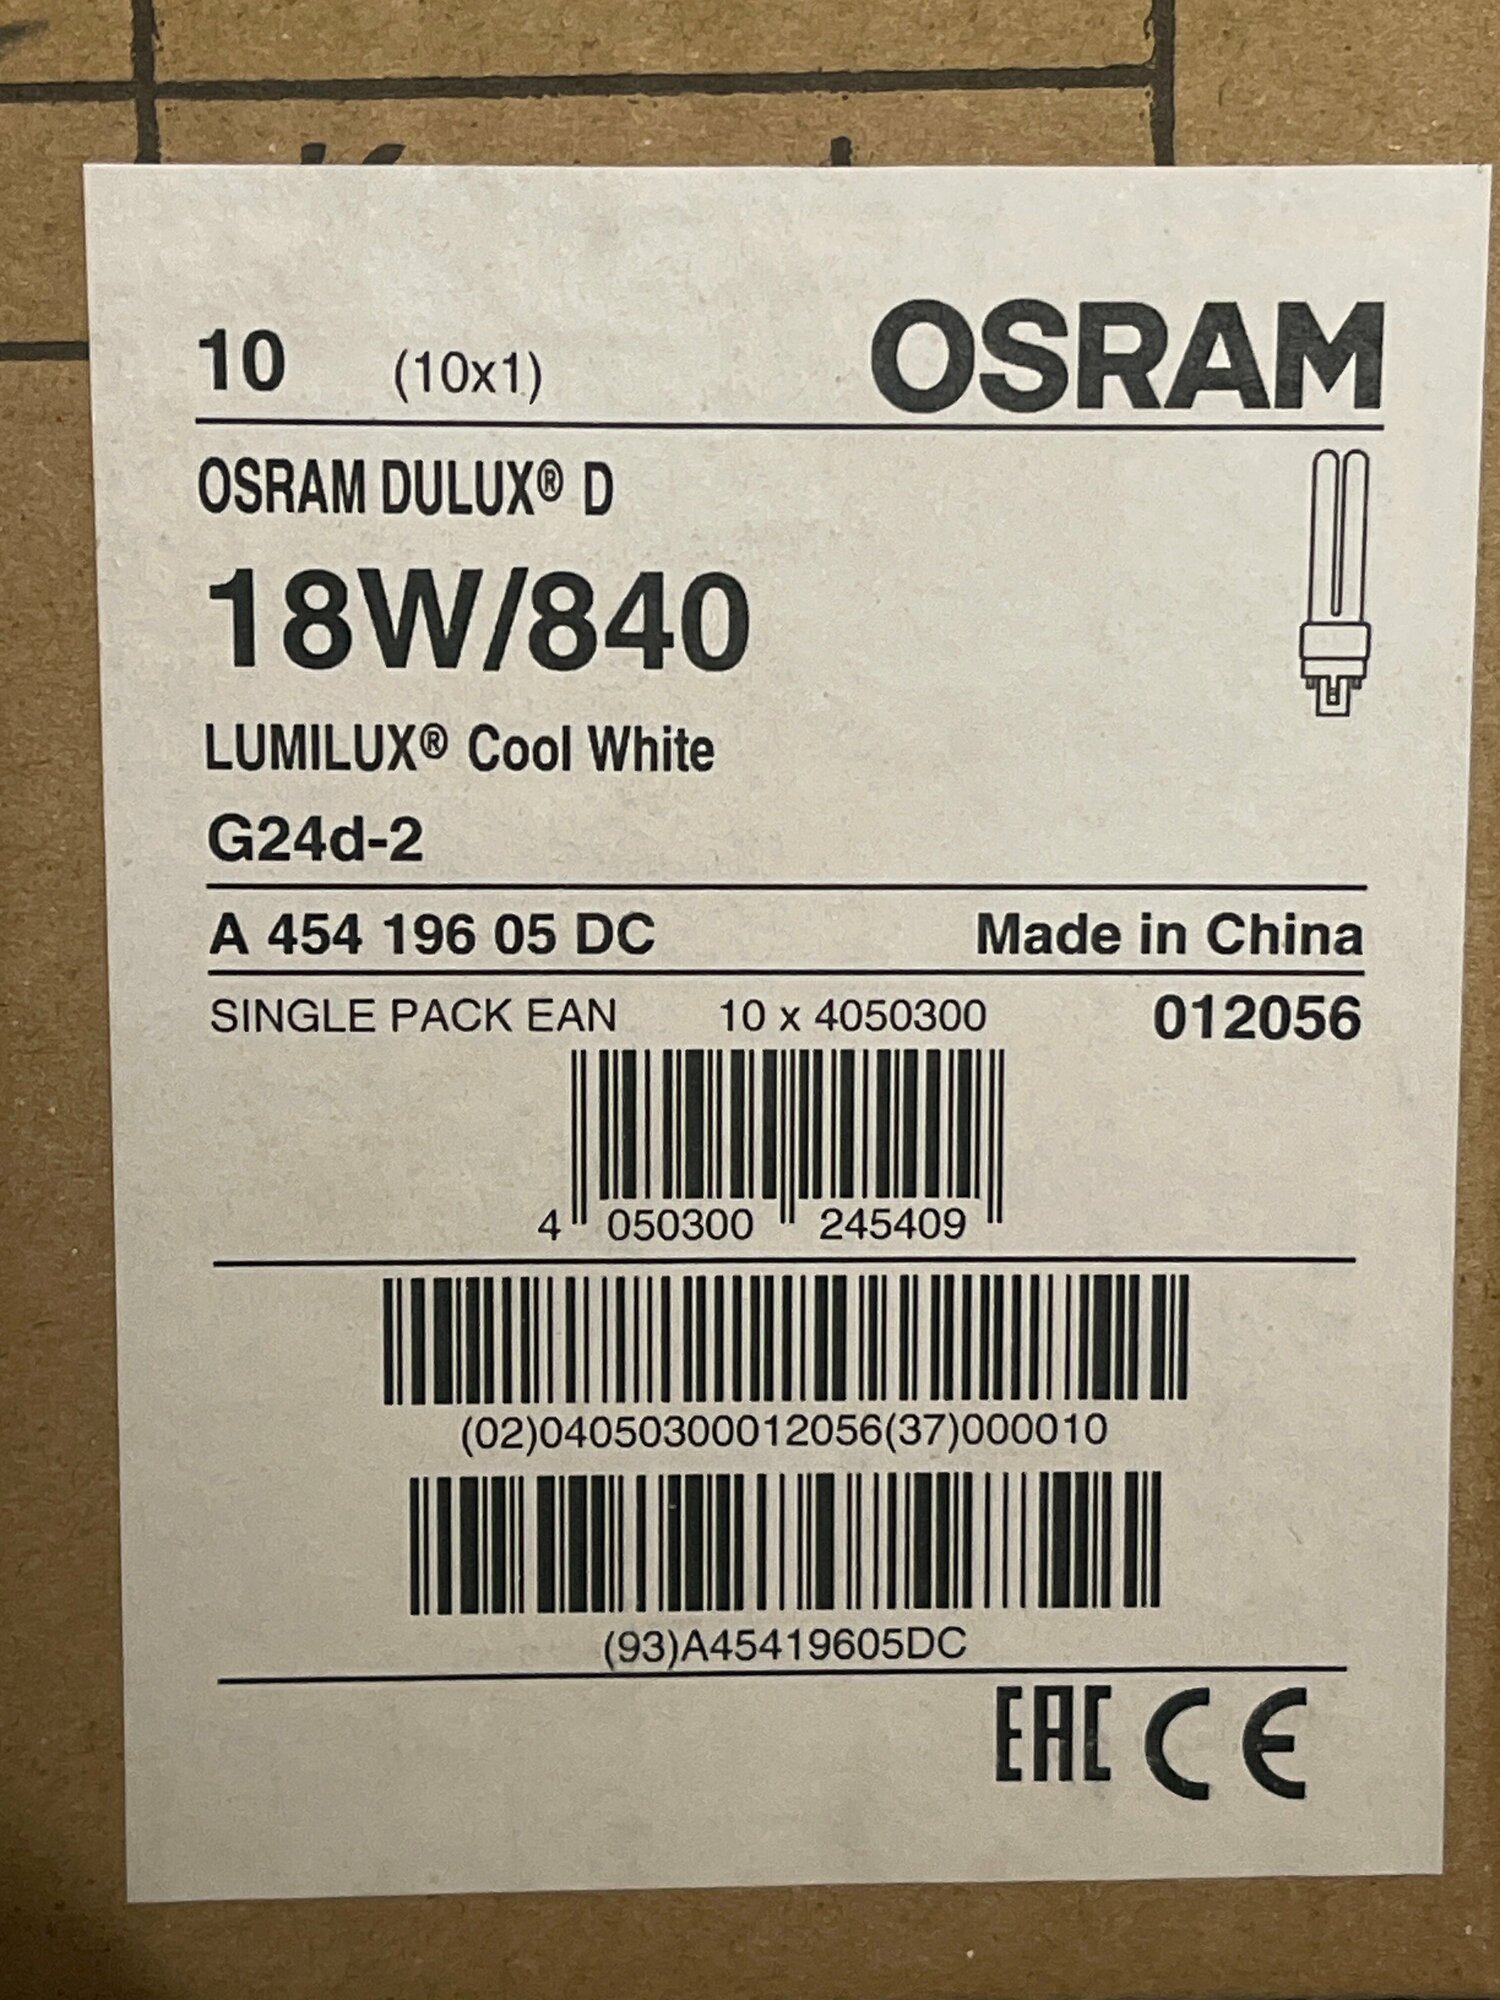 10 (10x1) OSRAM
OSRAM DULUX® D
18W/840
LUMILUX® Cool White
G24d-2
A 454 196 05 DC Made in China
SINGLE PACK EAN 10 x 4050300 012056
4 050300 245409
(02)04050300012056(37)000010
(93)A45419605DC
EAC CE